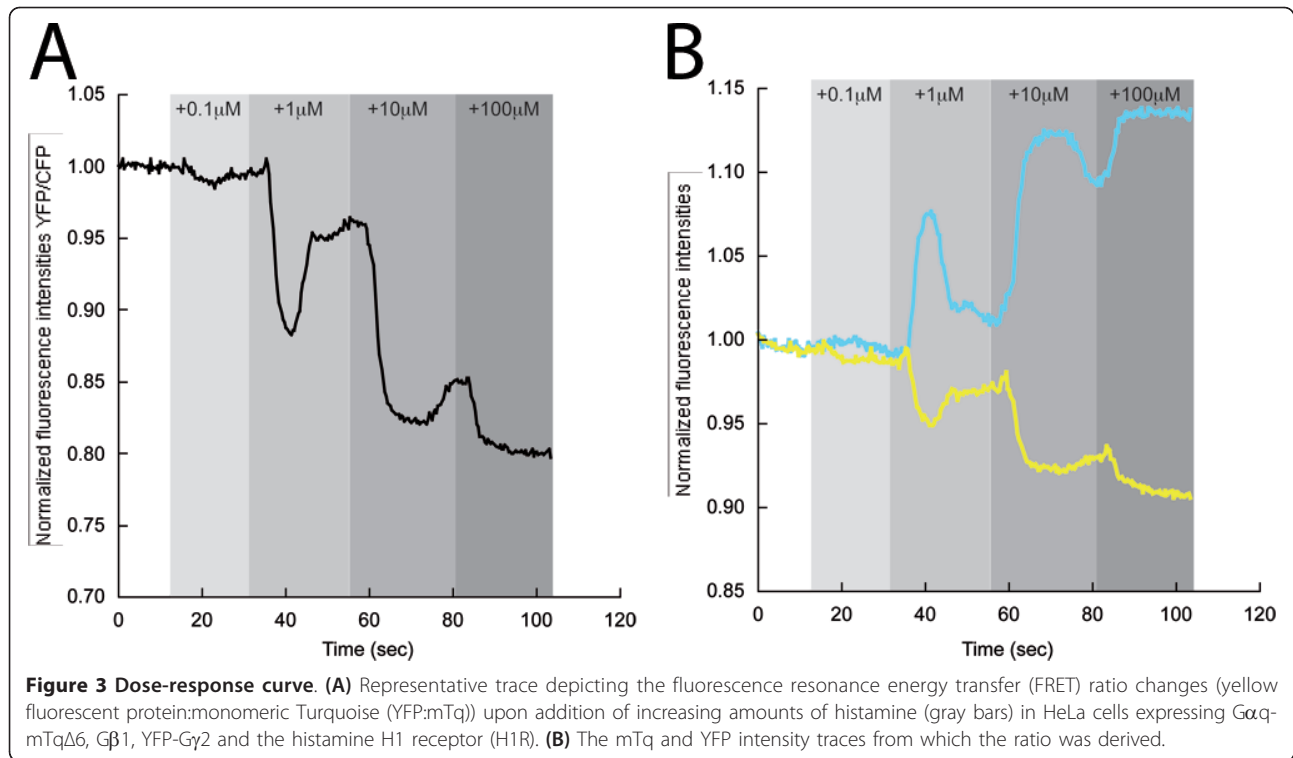 A
B
1.05
1.00
0.95
0.90
0.85
0.80
0.75
0.70
+0.1µM
+1µM
+10µM
+100µM
Normalized fluorescence intensities YFP/CFP
0
20
40
60
80
100
120
Time (sec)
1.15
1.10
1.05
1.00
0.95
0.90
0.85
+0.1µM
+1µM
+10µM
+100µM
Normalized fluorescence intensities
0
20
40
60
80
100
120
Time (sec)
Figure 3 Dose-response curve. (A) Representative trace depicting the fluorescence resonance energy transfer (FRET) ratio changes (yellow
fluorescent protein:monomeric Turquoise (YFP:mTq)) upon addition of increasing amounts of histamine (gray bars) in HeLa cells expressing Gαq-
mTqΔ6, Gβ1, YFP-Gγ2 and the histamine H1 receptor (H1R). (B) The mTq and YFP intensity traces from which the ratio was derived.